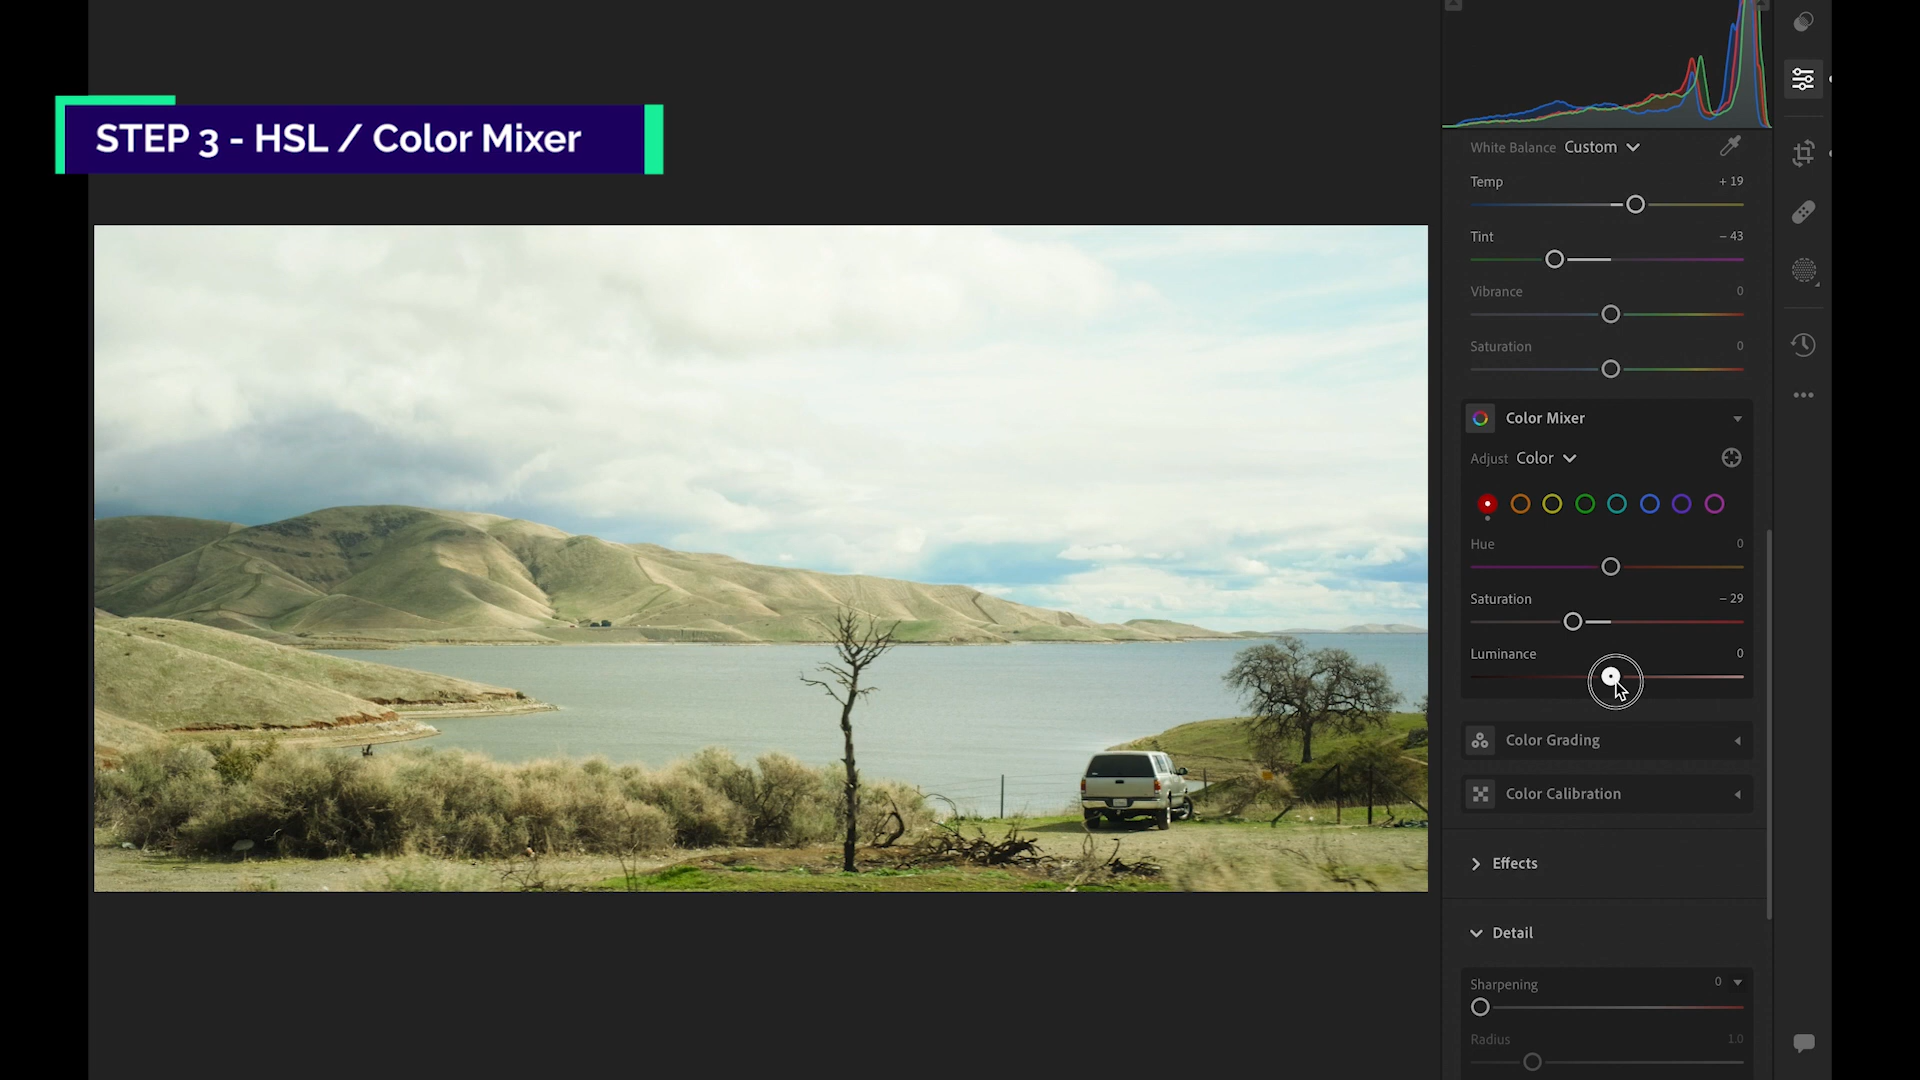 STEP 3 - HSL / Color Mixer
White Balance Custom
Temp + 19
Tint – 43
Vibrance 0
Saturation 0
Color Mixer
Adjust Color
Hue 0
Saturation – 29
Luminance 0
Color Grading
Color Calibration
Effects
Detail
Sharpening 0
Radius 1.0